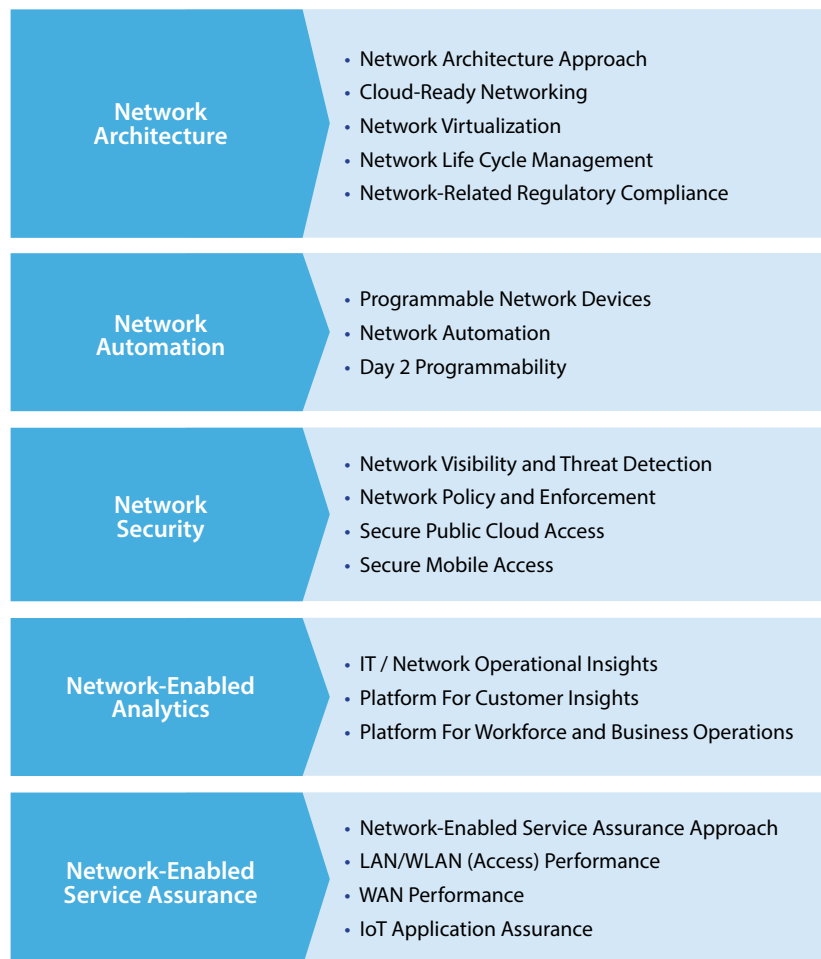 Network
Architecture
• Network Architecture Approach
• Cloud-Ready Networking
• Network Virtualization
• Network Life Cycle Management
• Network-Related Regulatory Compliance
Network
Automation
• Programmable Network Devices
• Network Automation
• Day 2 Programmability
Network
Security
• Network Visibility and Threat Detection
• Network Policy and Enforcement
• Secure Public Cloud Access
• Secure Mobile Access
Network-Enabled
Analytics
• IT / Network Operational Insights
• Platform For Customer Insights
• Platform For Workforce and Business Operations
Network-Enabled
Service Assurance
• Network-Enabled Service Assurance Approach
• LAN/WLAN (Access) Performance
• WAN Performance
• IoT Application Assurance